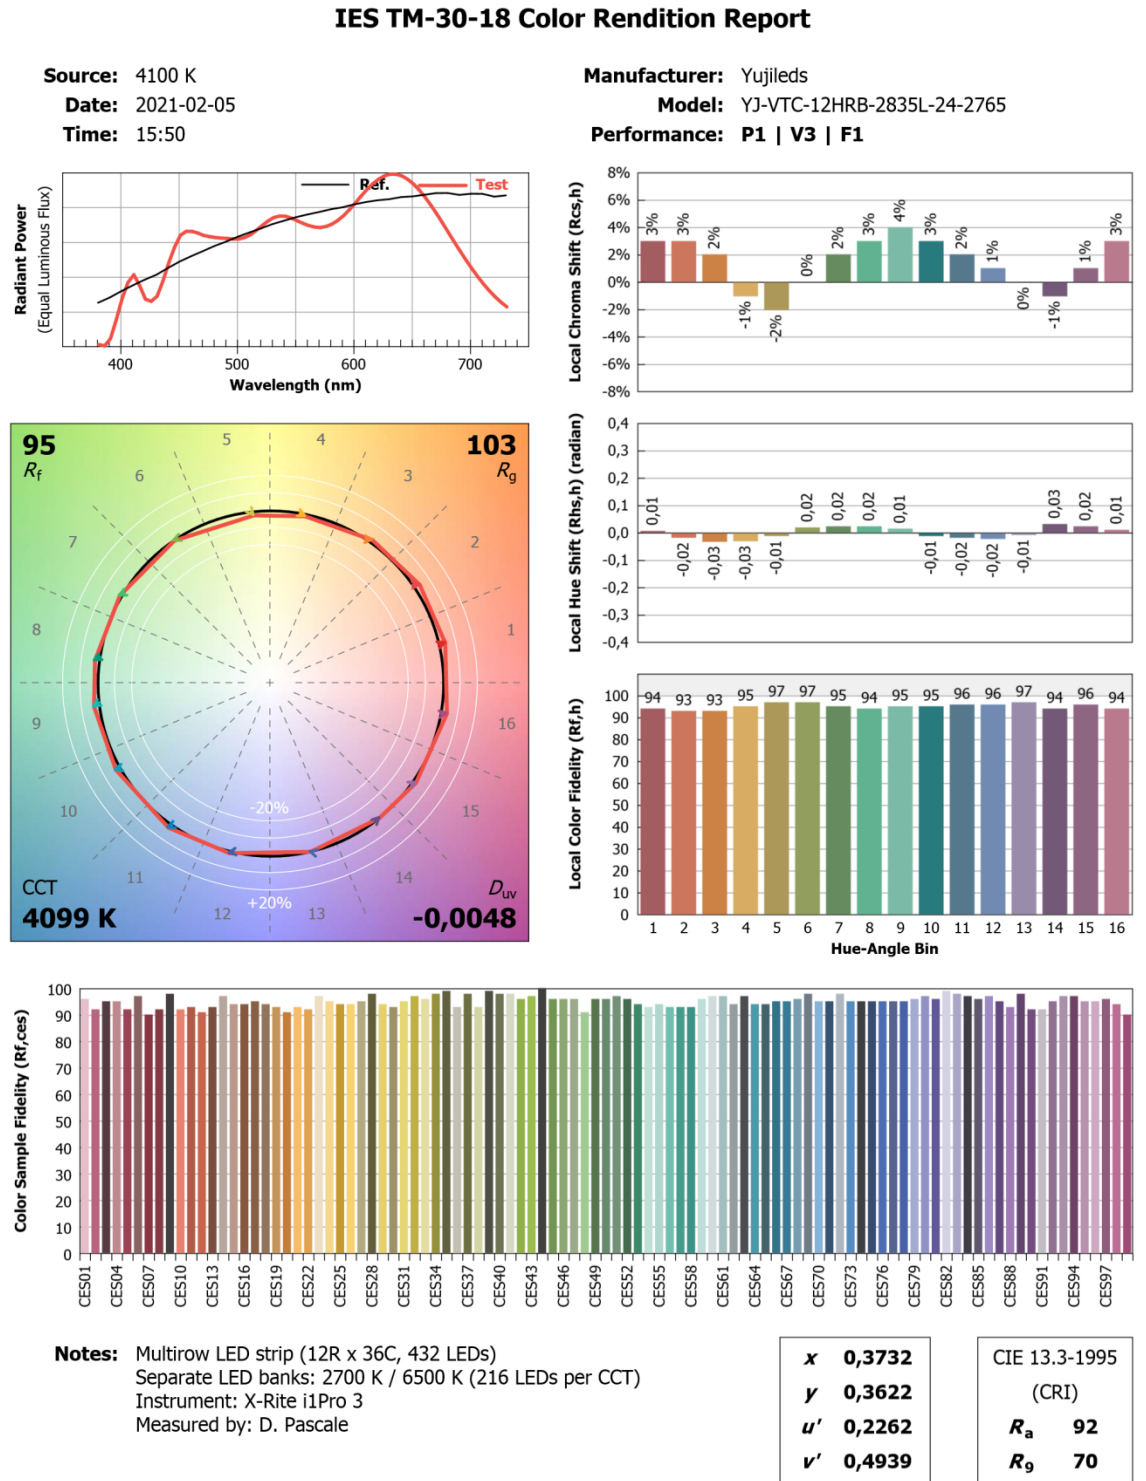 IES TM-30-18 Color Rendition Report
Source: 4100 K
Date: 2021-02-05
Time: 15:50
Manufacturer: Yujileds
Model: YJ-VTC-12HRB-2835L-24-2765
Performance: P1 | V3 | F1
Radiant Power
(Equal Luminous Flux)
Ref.
Test
400 500 600 700
Wavelength (nm)
Local Chroma Shift (Rcs,h)
8%
6%
4%
2%
0%
-2%
-4%
-6%
-8%
3% 3% 2% -1% -2% 0% 2% 3% 4% 3% 2% 1% 0% -1% 1% 3%
95
Rf
103
Rg
5 4
6 3
7 2
8 1
9 16
10 15
11 14
12 13
-20%
+20%
CCT
4099 K
Duv
-0,0048
Local Hue Shift (Rhs,h) (radian)
0,4
0,3
0,2
0,1
0,0
-0,1
-0,2
-0,3
-0,4
0,01 -0,02 -0,03 -0,03 -0,01 0,02 0,02 0,02 0,01 -0,01 -0,02 -0,02 -0,01 0,03 0,02 0,01
Local Color Fidelity (Rf,h)
100
90
80
70
60
50
40
30
20
10
0
94 93 93 95 97 97 95 94 95 95 96 96 97 94 96 94
1 2 3 4 5 6 7 8 9 10 11 12 13 14 15 16
Hue-Angle Bin
Color Sample Fidelity (Rf,ces)
100
90
80
70
60
50
40
30
20
10
0
CES01 CES04 CES07 CES10 CES13 CES16 CES19 CES22 CES25 CES28 CES31 CES34 CES37 CES40 CES43 CES46 CES49 CES52 CES55 CES58 CES61 CES64 CES67 CES70 CES73 CES76 CES79 CES82 CES85 CES88 CES91 CES94 CES97
Notes: Multirow LED strip (12R x 36C, 432 LEDs)
Separate LED banks: 2700 K / 6500 K (216 LEDs per CCT)
Instrument: X-Rite i1Pro 3
Measured by: D. Pascale
x 0,3732
y 0,3622
u' 0,2262
v' 0,4939
CIE 13.3-1995
(CRI)
Ra 92
R9 70